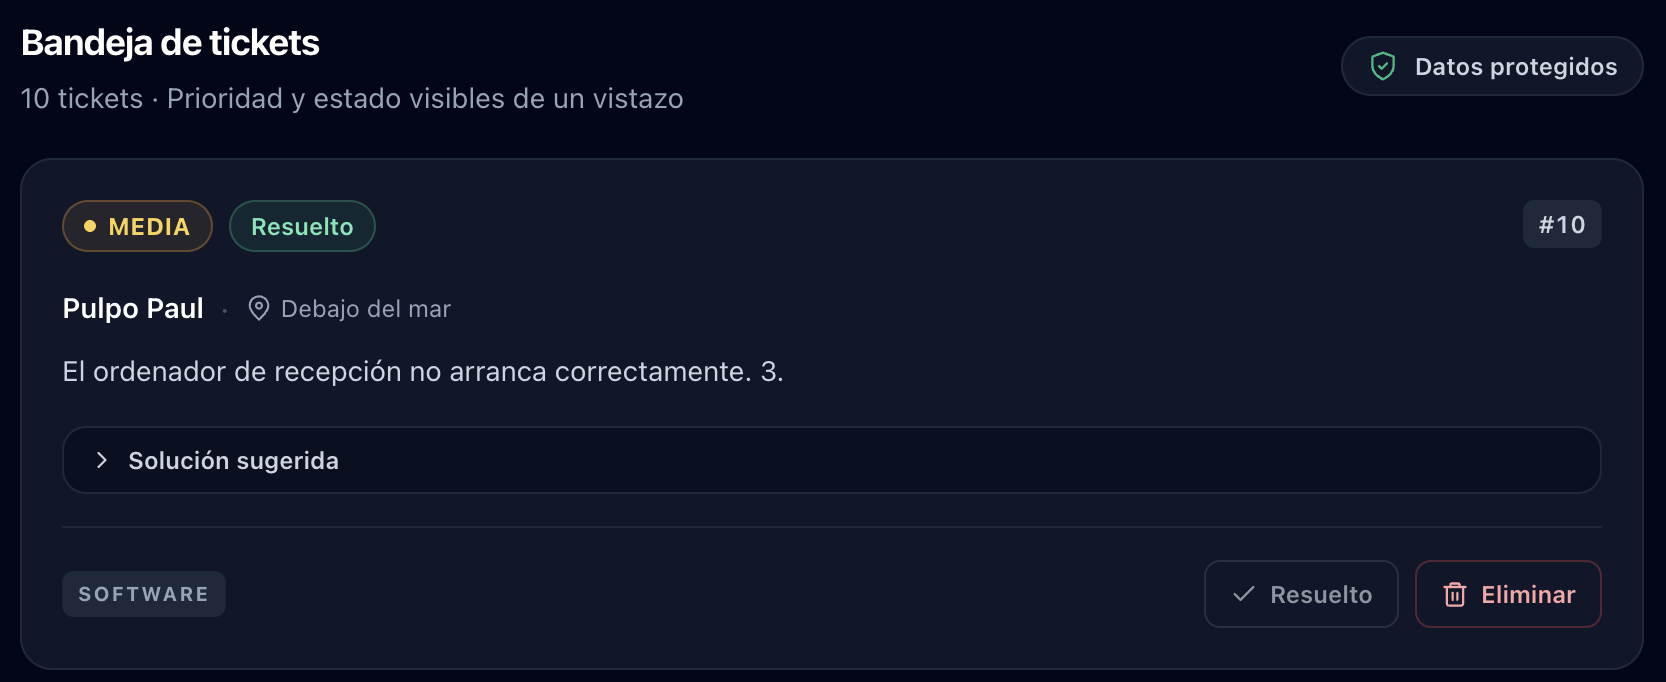 Bandeja de tickets
10 tickets · Prioridad y estado visibles de un vistazo
Datos protegidos
MEDIA
Resuelto
#10
Pulpo Paul · Debajo del mar
El ordenador de recepción no arranca correctamente. 3.
Solución sugerida
SOFTWARE
Resuelto
Eliminar